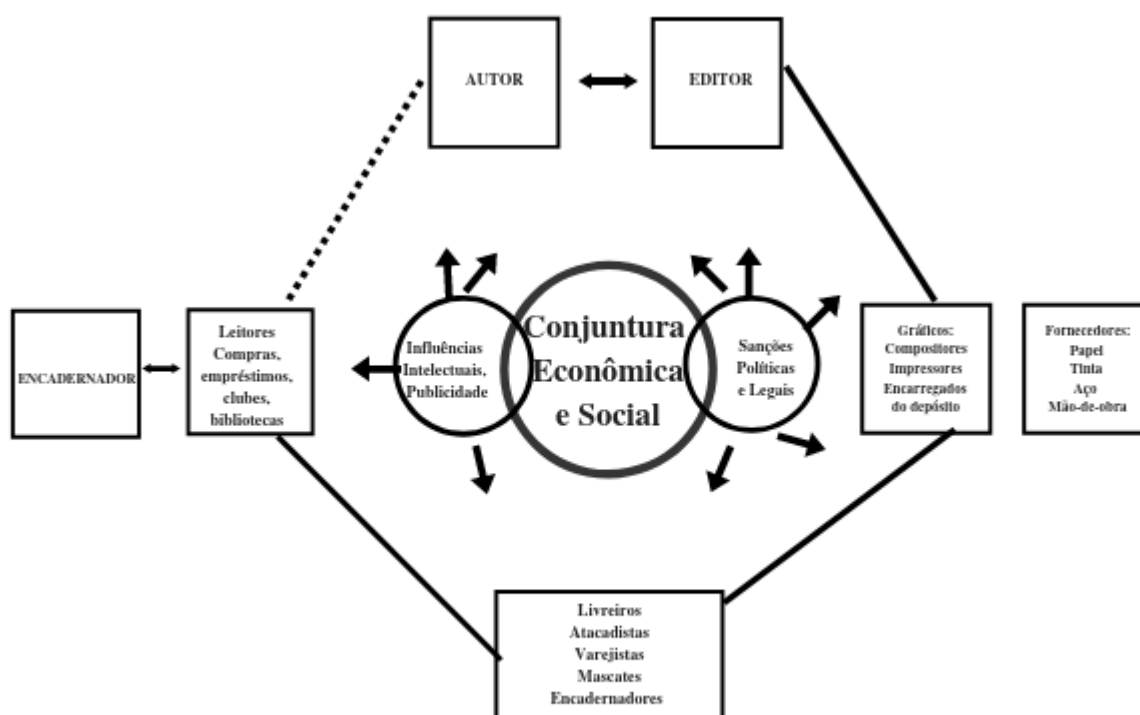 AUTOR
EDITOR
ENCADERNADOR
Leitores
Compras,
empréstimos,
clubes,
bibliotecas
Influências
Intelectuais,
Publicidade
Conjuntura
Econômica
e Social
Sanções
Políticas
e Legais
Gráficos:
Compositores
Impressores
Encarregados
do depósito
Fornecedores:
Papel
Tinta
Aço
Mão-de-obra
Livreiros
Atacadistas
Varejistas
Mascates
Encadernadores